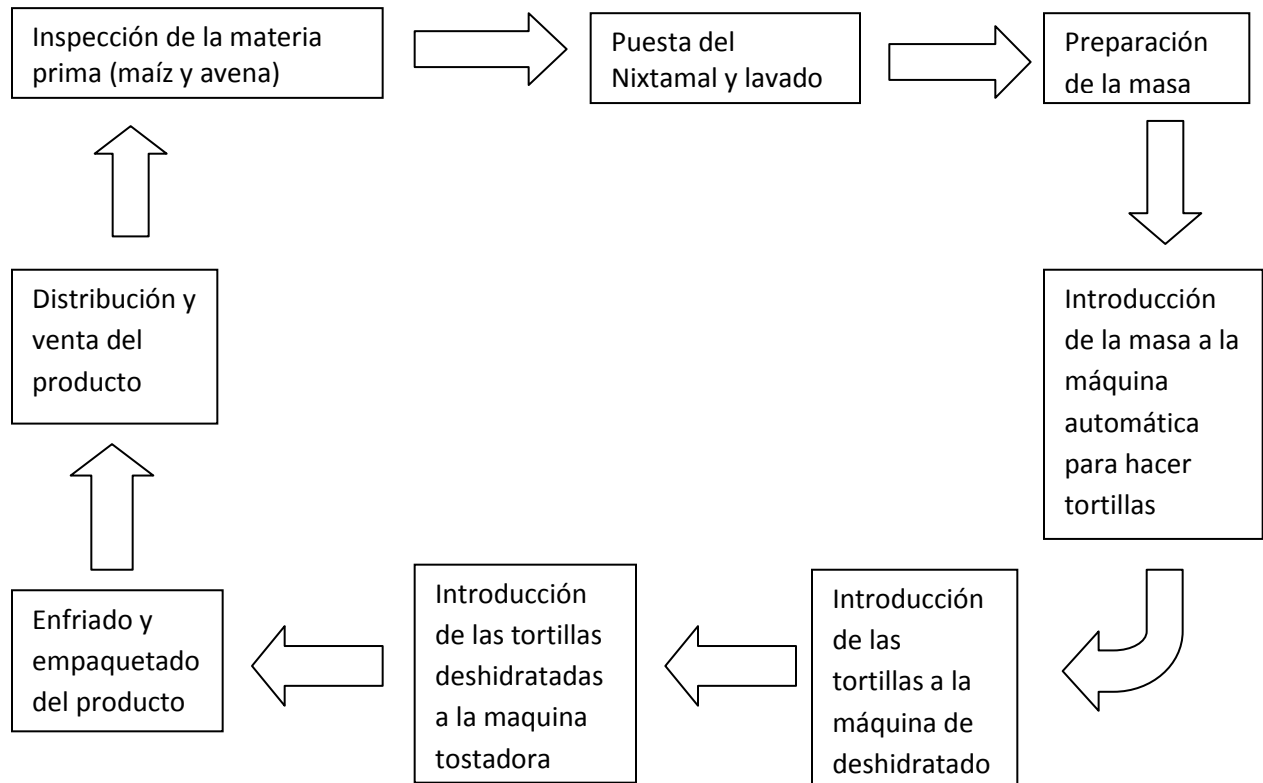 Inspección de la materia
prima (maíz y avena)
Puesta del
Nixtamal y lavado
Preparación
de la masa
Introducción
de la masa a la
máquina
automática
para hacer
tortillas
Introducción
de las
tortillas a la
máquina de
deshidratado
Introducción
de las tortillas
deshidratadas
a la maquina
tostadora
Enfriado y
empaquetado
del producto
Distribución y
venta del
producto